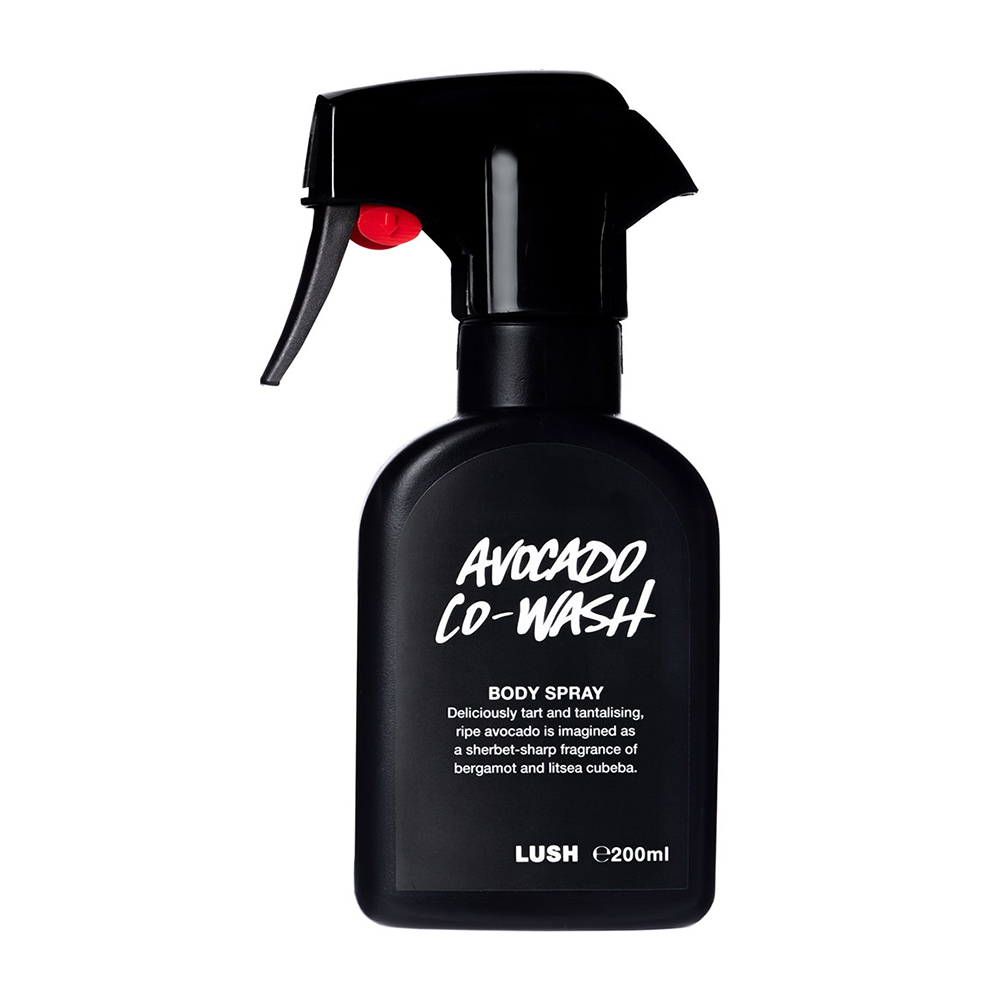 AVOCADO
CO-WASH
BODY SPRAY
Deliciously tart and tantalising,
ripe avocado is imagined as
a sherbet-sharp fragrance of
bergamot and litsea cubeba.
LUSH ℮200ml